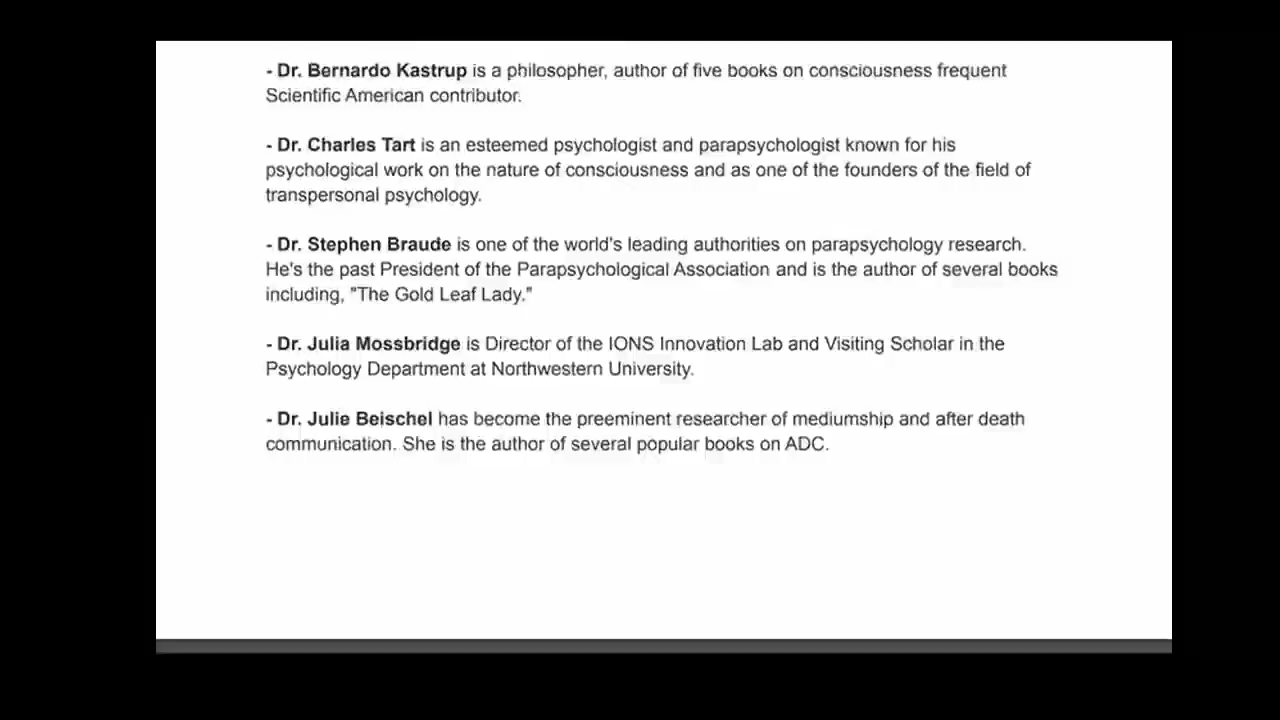 - Dr. Bernardo Kastrup is a philosopher, author of five books on consciousness frequent
Scientific American contributor.
- Dr. Charles Tart is an esteemed psychologist and parapsychologist known for his
psychological work on the nature of consciousness and as one of the founders of the field of
transpersonal psychology.
- Dr. Stephen Braude is one of the world's leading authorities on parapsychology research.
He's the past President of the Parapsychological Association and is the author of several books
including, "The Gold Leaf Lady."
- Dr. Julia Mossbridge is Director of the IONS Innovation Lab and Visiting Scholar in the
Psychology Department at Northwestern University.
- Dr. Julie Beischel has become the preeminent researcher of mediumship and after death
communication. She is the author of several popular books on ADC.